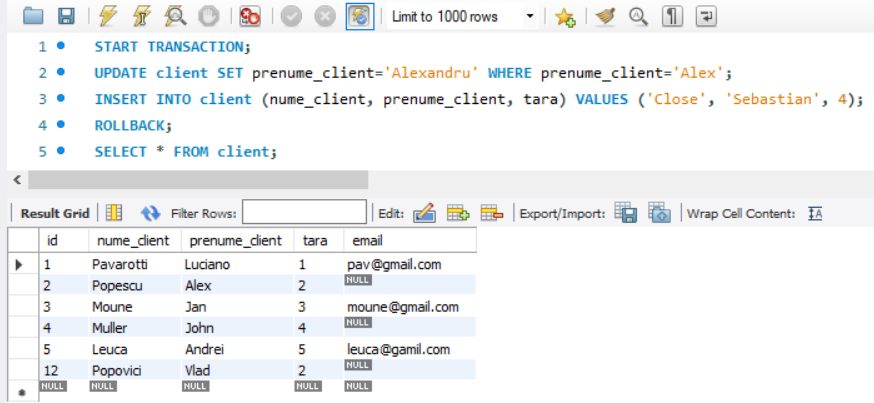 Limit to 1000 rows
1 START TRANSACTION;
2 UPDATE client SET prenume_client='Alexandru' WHERE prenume_client='Alex';
3 INSERT INTO client (nume_client, prenume_client, tara) VALUES ('Close', 'Sebastian', 4);
4 ROLLBACK;
5 SELECT * FROM client;
Result Grid Filter Rows: Edit: Export/Import: Wrap Cell Content: IA
id nume_client prenume_client tara email
1 Pavarotti Luciano 1 pav@gmail.com
2 Popescu Alex 2 NULL
3 Moune Jan 3 moune@gmail.com
4 Muller John 4 NULL
5 Leuca Andrei 5 leuca@gamil.com
12 Popovici Vlad 2 NULL
NULL NULL NULL NULL NULL